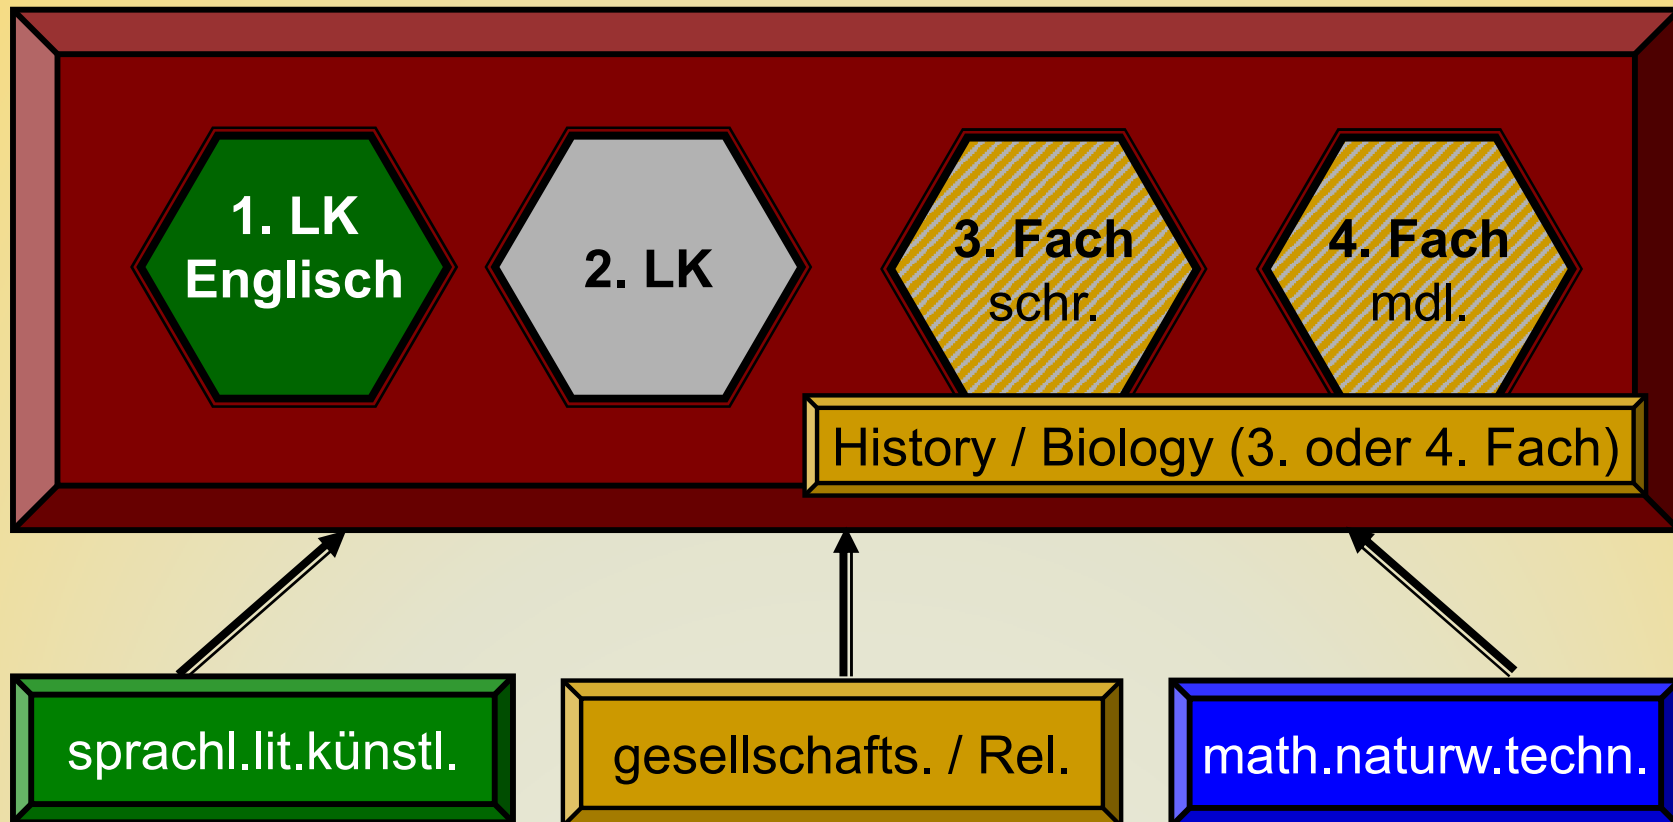 1. LK
Englisch
2. LK
3. Fach
schr.
4. Fach
mdl.
History / Biology (3. oder 4. Fach)
sprachl.lit.künstl.
gesellschafts. / Rel.
math.naturw.techn.